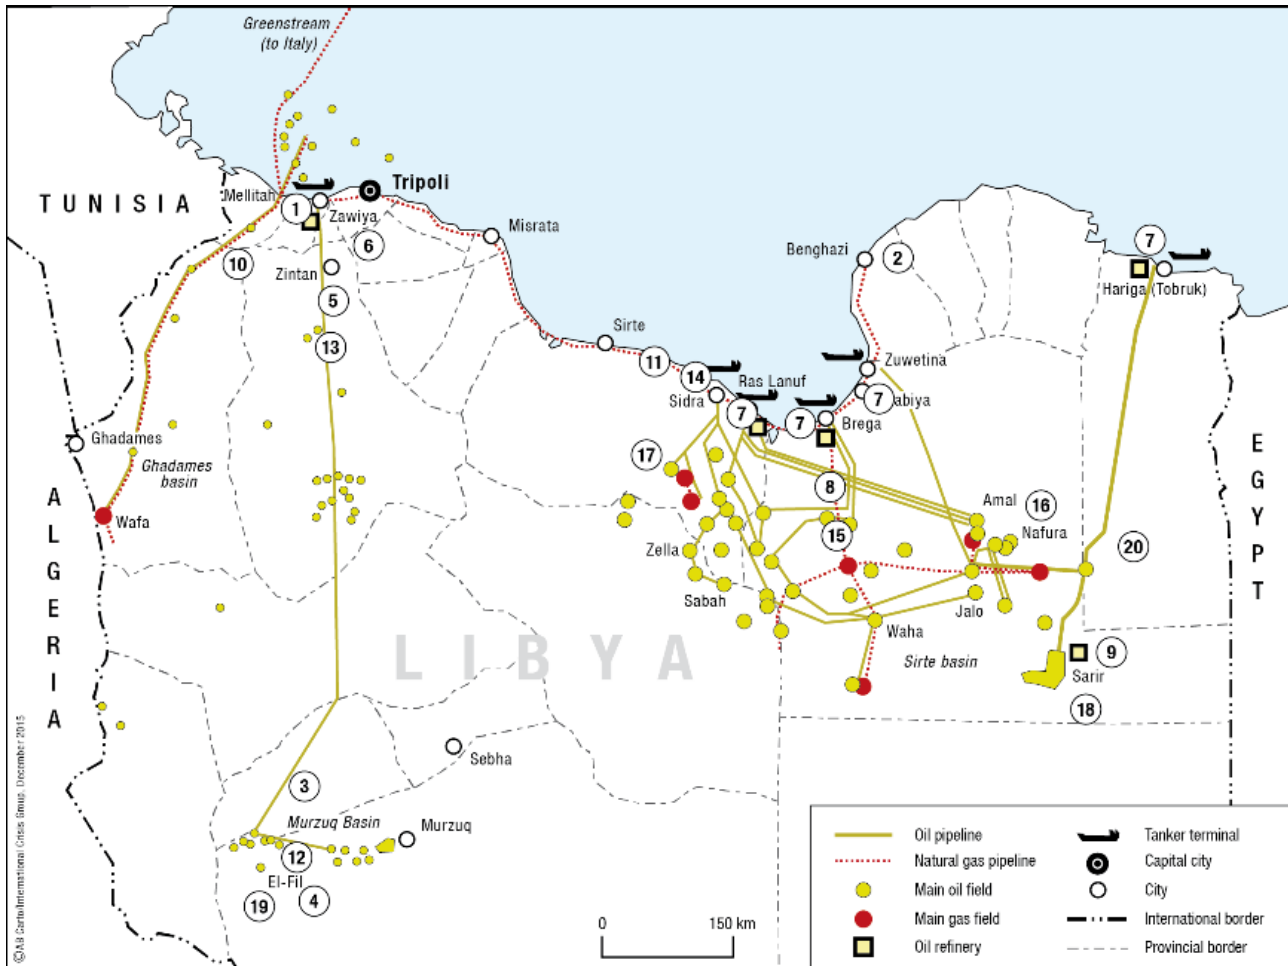 Greenstream
(to Italy)
TUNISIA
Mellitah
Tripoli
1
Zawiya
6
Misrata
10
Zintan
5
13
Benghazi
2
7
Hariga (Tobruk)
Sirte
11
14
Sidra
Ras Lanuf
7
7
Zuwetina
7
abiya
Brega
Ghadames
Ghadames
basin
Wafa
ALGERIA
EGYPT
17
8
15
Amal
16
Nafura
20
Zella
Sabah
Jalo
Waha
Sirte basin
9
Sarir
18
LIBYA
Sebha
3
Murzuq Basin
Murzuq
12
El-Fil
4
19
0
150 km
Oil pipeline
Natural gas pipeline
Main oil field
Main gas field
Oil refinery
Tanker terminal
Capital city
City
International border
Provincial border
©AB Carto/International Crisis Group, December 2015